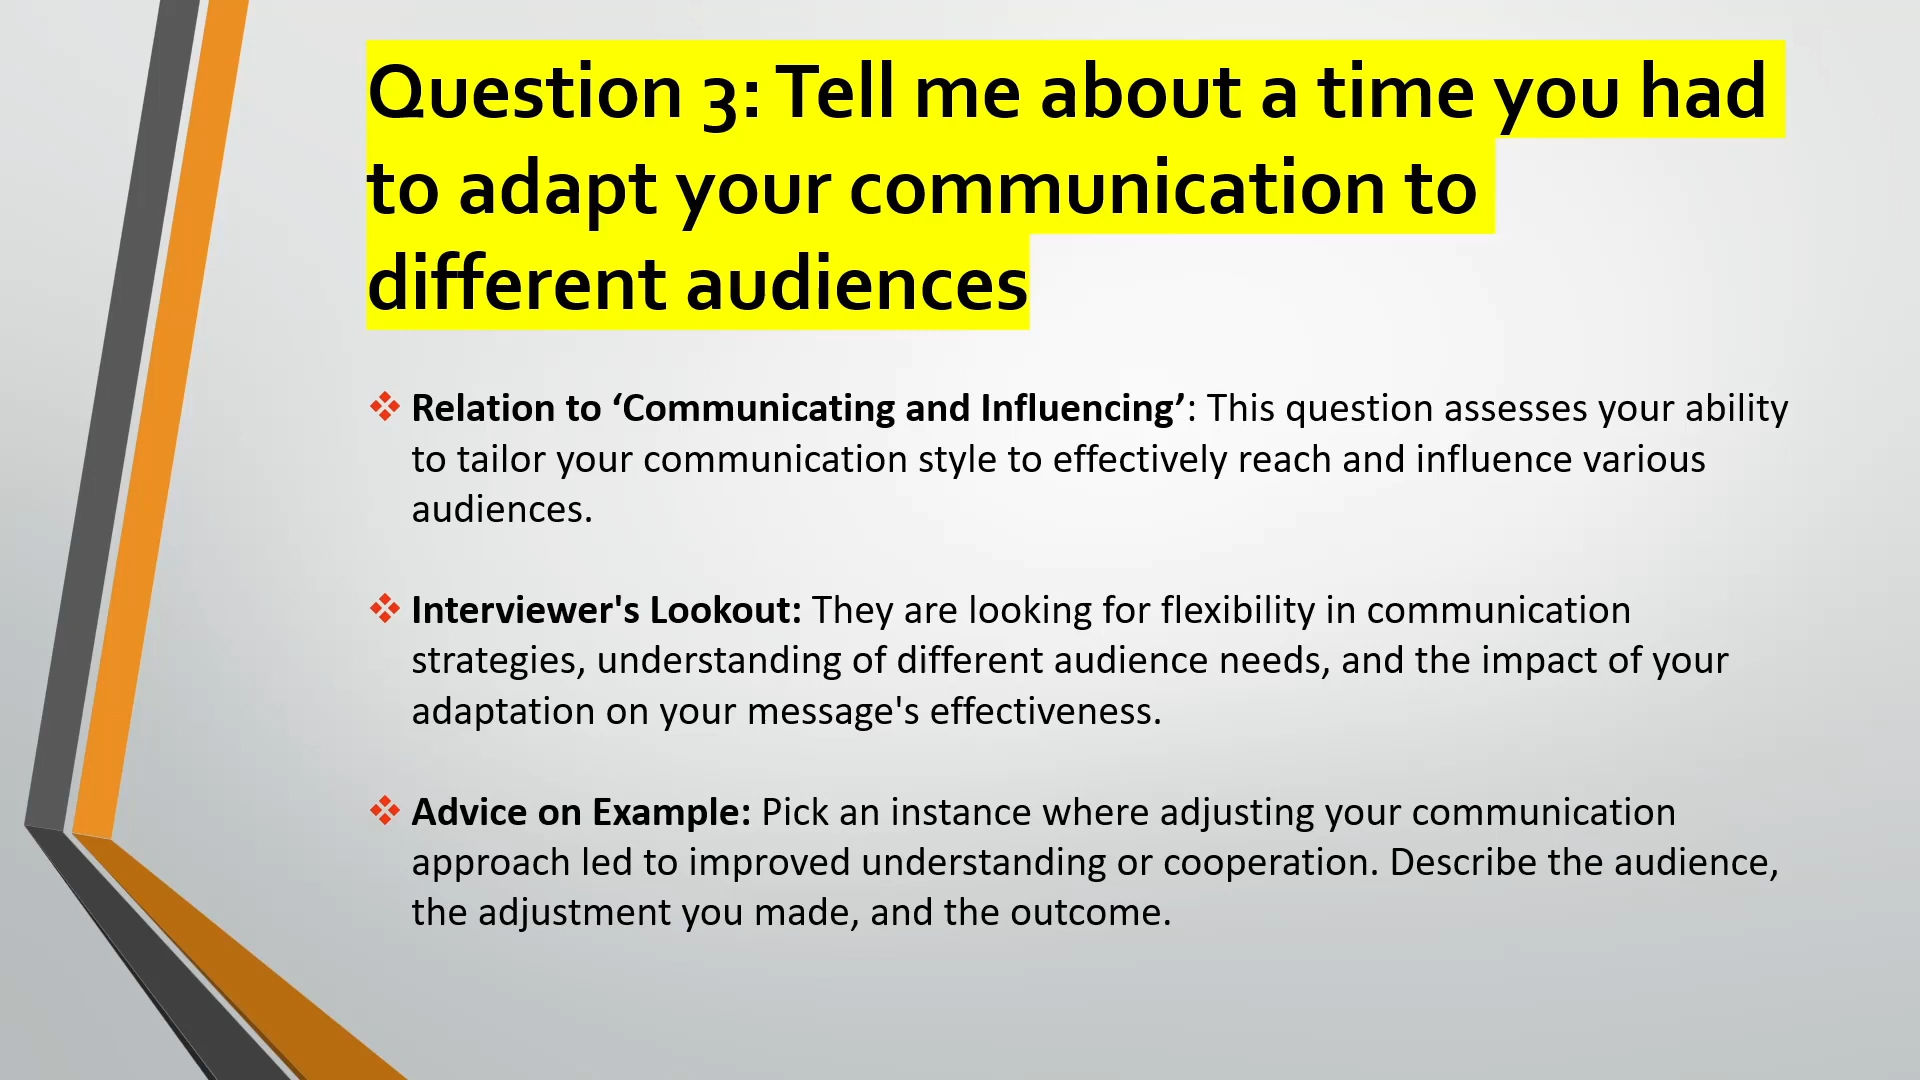 Question 3: Tell me about a time you had
to adapt your communication to
different audiences
Relation to ‘Communicating and Influencing’: This question assesses your ability
to tailor your communication style to effectively reach and influence various
audiences.
Interviewer's Lookout: They are looking for flexibility in communication
strategies, understanding of different audience needs, and the impact of your
adaptation on your message's effectiveness.
Advice on Example: Pick an instance where adjusting your communication
approach led to improved understanding or cooperation. Describe the audience,
the adjustment you made, and the outcome.